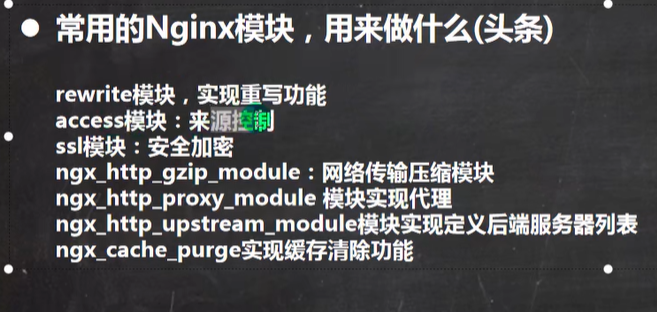 常用的Nginx模块，用来做什么(头条)
rewrite模块，实现重写功能
access模块：来源控制
ssl模块：安全加密
ngx_http_gzip_module：网络传输压缩模块
ngx_http_proxy_module 模块实现代理
ngx_http_upstream_module模块实现定义后端服务器列表
ngx_cache_purge实现缓存清除功能